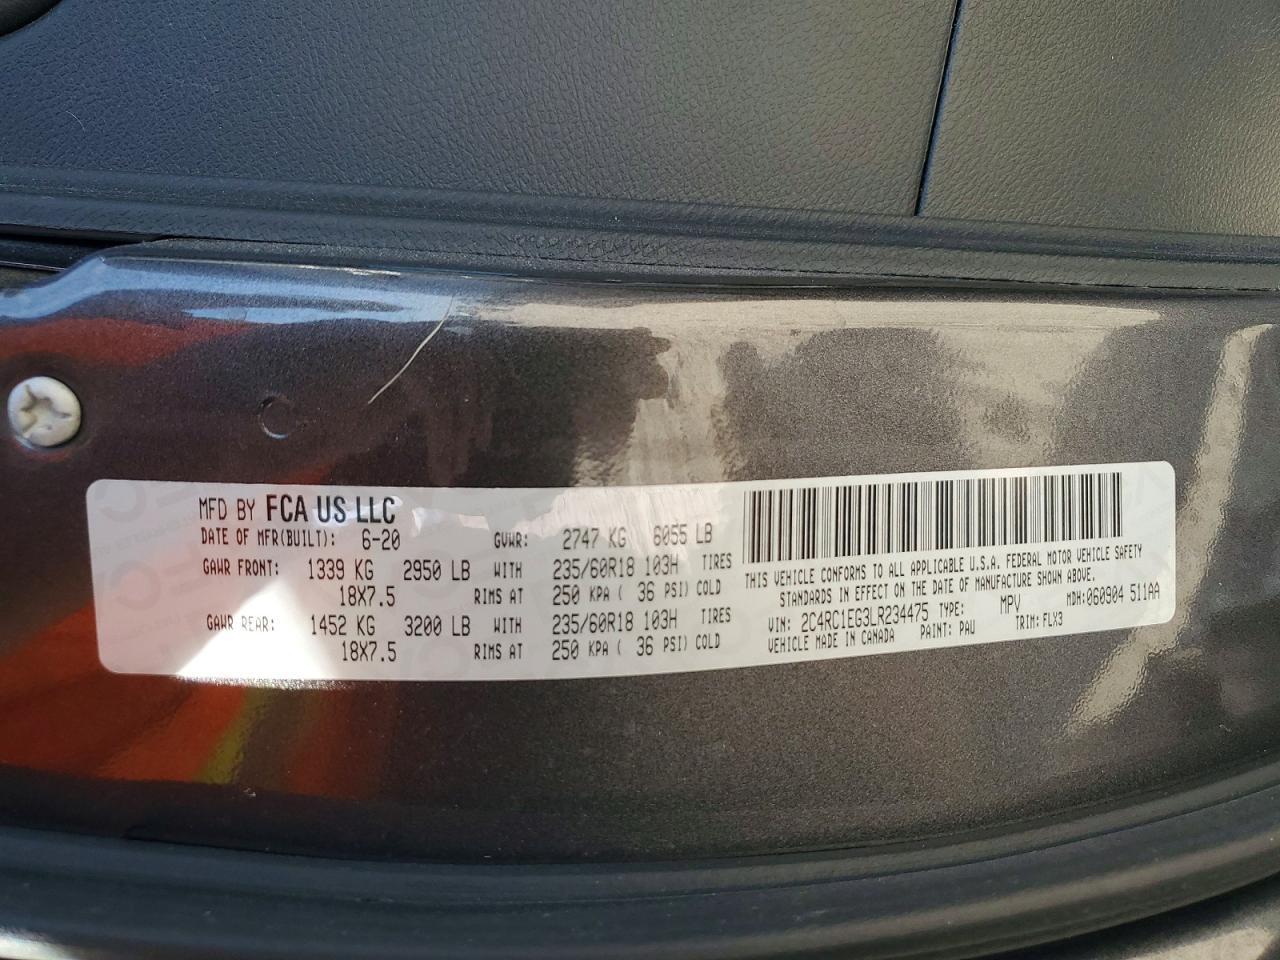 MFD BY FCA US LLC
DATE OF MFR(BUILT): 6-20 GVWR: 2747 KG 6055 LB
GAWR FRONT: 1339 KG 2950 LB WITH 235/60R18 103H TIRES
18X7.5 RIMS AT 250 KPA ( 36 PSI) COLD
GAWR REAR: 1452 KG 3200 LB WITH 235/60R18 103H TIRES
18X7.5 RIMS AT 250 KPA ( 36 PSI) COLD
THIS VEHICLE CONFORMS TO ALL APPLICABLE U.S.A. FEDERAL MOTOR VEHICLE SAFETY
STANDARDS IN EFFECT ON THE DATE OF MANUFACTURE SHOWN ABOVE.
VIN: 2C4RC1EG3LR234475 TYPE: MPV MDH:060904 511AA
VEHICLE MADE IN CANADA PAINT: PAU TRIM: FLX3